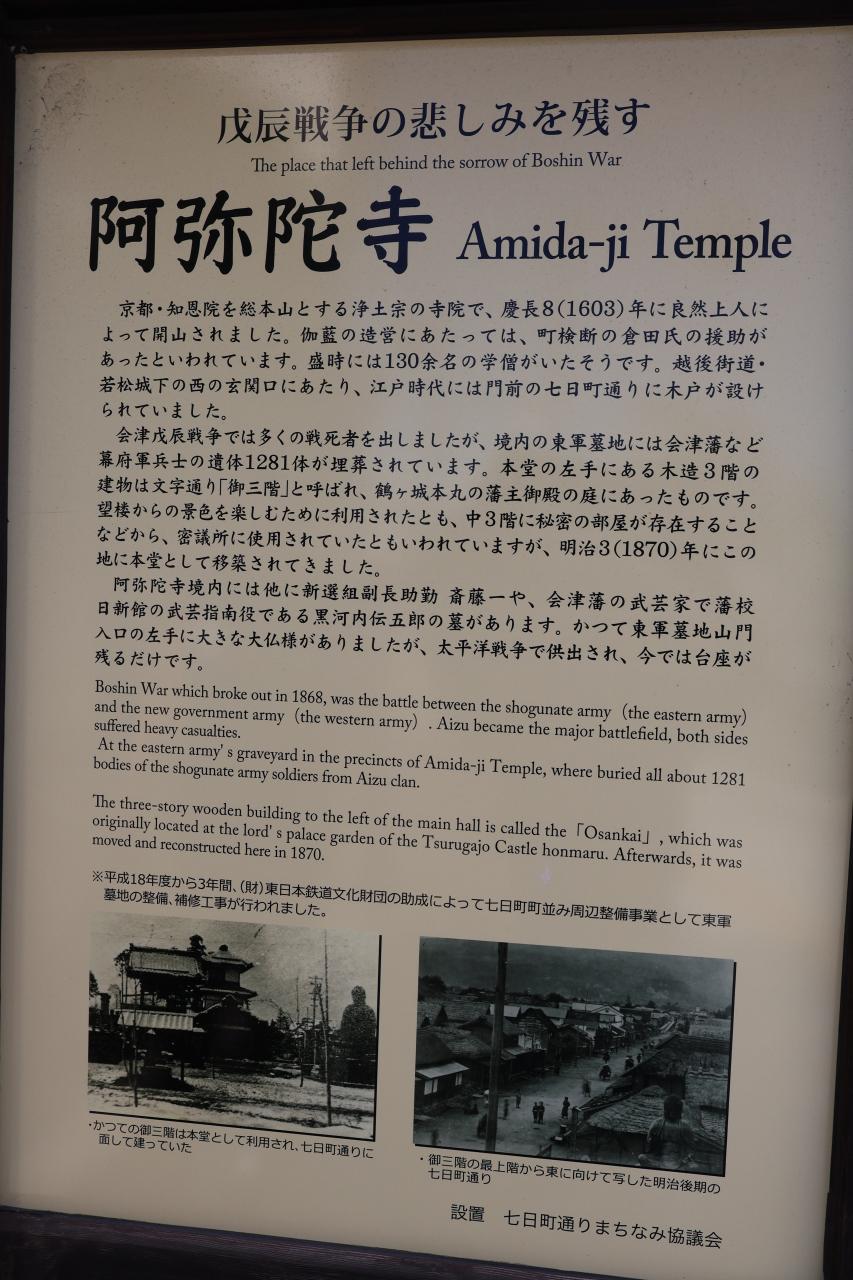 戊辰戦争の悲しみを残す
The place that left behind the sorrow of Boshin War
阿弥陀寺 Amida-ji Temple
京都・知恩院を総本山とする浄土宗の寺院で、慶長8(1603)年に良然上人に
よって開山されました。伽藍の造営にあたっては、町検断の倉田氏の援助が
あったといわれています。盛時には130余名の学僧がいたそうです。越後街道・
若松城下の西の玄関口にあたり、江戸時代には門前の七日町通りに木戸が設け
られていました。
会津戊辰戦争では多くの戦死者を出しましたが、境内の東軍墓地には会津藩など
幕府軍兵士の遺体1281体が埋葬されています。本堂の左手にある木造3階の
建物は文字通り「御三階」と呼ばれ、鶴ヶ城本丸の藩主御殿の庭にあったものです。
望楼からの景色を楽しむために利用されたとも、中3階に秘密の部屋が存在すること
などから、密議所に使用されていたともいわれていますが、明治3(1870)年にこの
地に本堂として移築されてきました。
阿弥陀寺境内には他に新選組副長助勤 斎藤一や、会津藩の武芸家で藩校
日新館の武芸指南役である黒河内伝五郎の墓があります。かつて東軍墓地山門
入口の左手に大きな大仏様がありましたが、太平洋戦争で供出され、今では台座が
残るだけです。
Boshin War which broke out in 1868, was the battle between the shogunate army（the eastern army）
and the new government army（the western army）. Aizu became the major battlefield, both sides
suffered heavy casualties.
At the eastern army's graveyard in the precincts of Amida-ji Temple, where buried all about 1281
bodies of the shogunate army soldiers from Aizu clan.
The three-story wooden building to the left of the main hall is called the「Osankai」, which was
originally located at the lord's palace garden of the Tsurugajo Castle honmaru. Afterwards, it was
moved and reconstructed here in 1870.
※平成18年度から3年間、(財)東日本鉄道文化財団の助成によって七日町町並み周辺整備事業として東軍
墓地の整備、補修工事が行われました。
・かつての御三階は本堂として利用され、七日町通りに
面して建っていた
・御三階の最上階から東に向けて写した明治後期の
七日町通り
設置 七日町通りまちなみ協議会